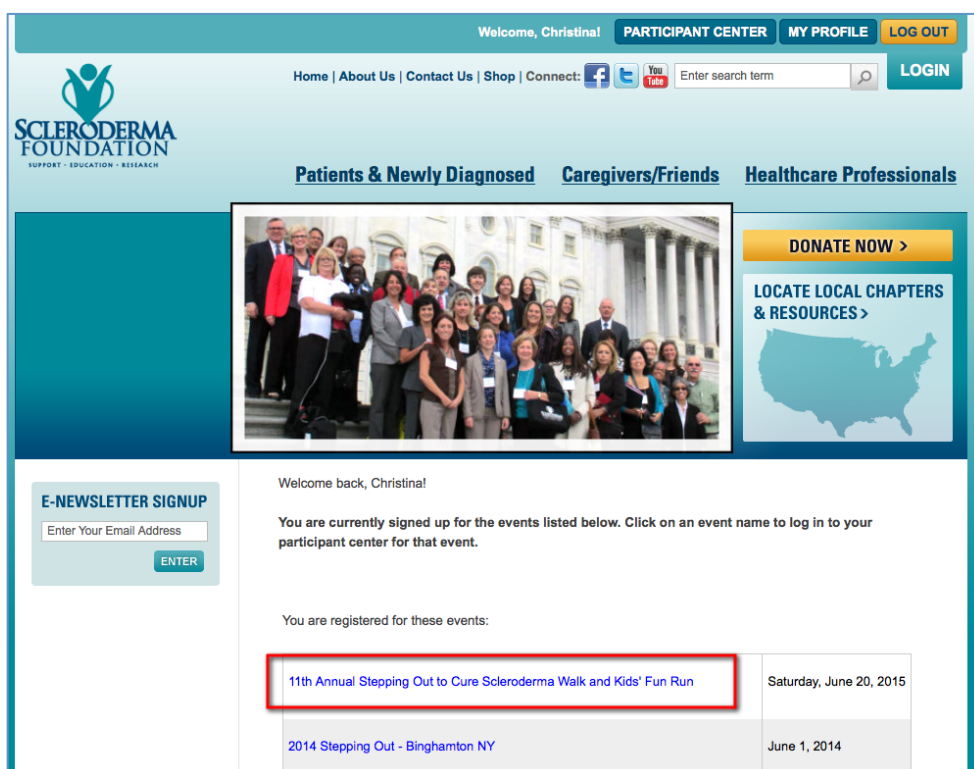 Welcome, Christina! PARTICIPANT CENTER MY PROFILE LOG OUT
Home | About Us | Contact Us | Shop | Connect: f t You Tube Enter search term LOGIN
SCLERODERMA
FOUNDATION
SUPPORT • EDUCATION • RESEARCH
Patients & Newly Diagnosed Caregivers/Friends Healthcare Professionals
DONATE NOW >
LOCATE LOCAL CHAPTERS
& RESOURCES >
E-NEWSLETTER SIGNUP
Enter Your Email Address
ENTER
Welcome back, Christina!
You are currently signed up for the events listed below. Click on an event name to log in to your
participant center for that event.
You are registered for these events:
11th Annual Stepping Out to Cure Scleroderma Walk and Kids' Fun Run Saturday, June 20, 2015
2014 Stepping Out - Binghamton NY June 1, 2014